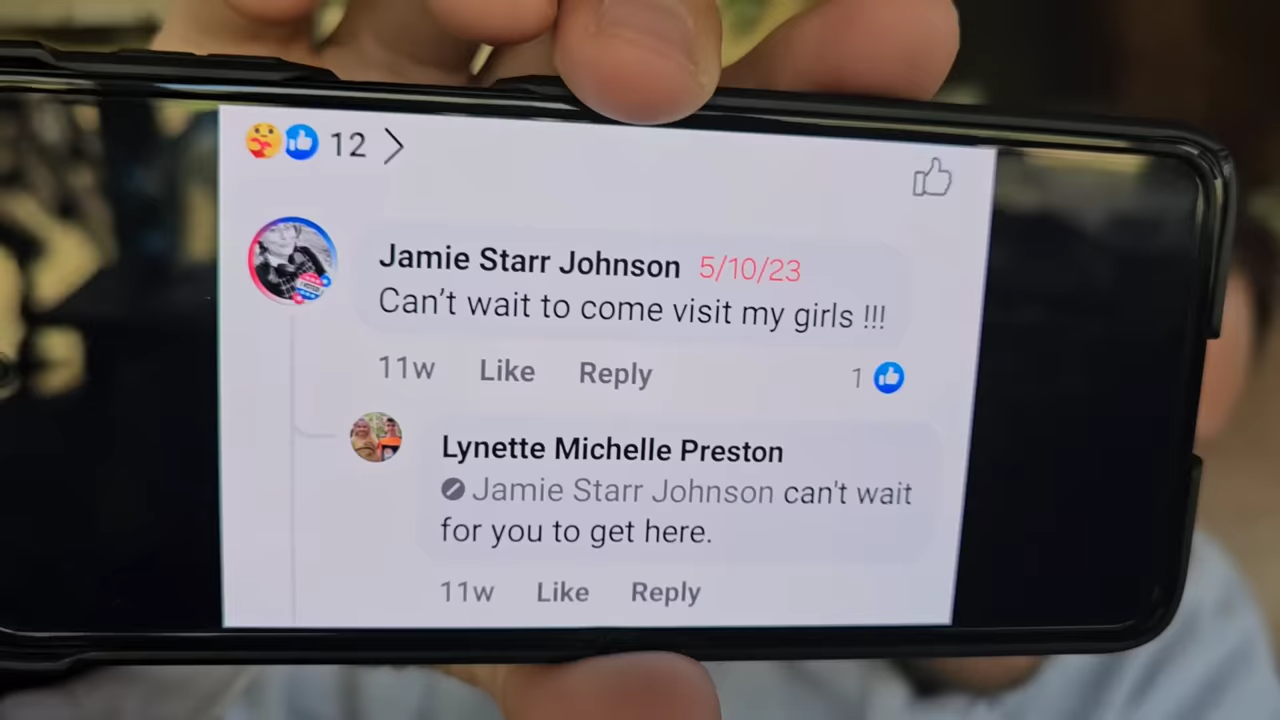 12
Jamie Starr Johnson 5/10/23
Can't wait to come visit my girls !!!
11w Like Reply 1
Lynette Michelle Preston
Jamie Starr Johnson can't wait
for you to get here.
11w Like Reply